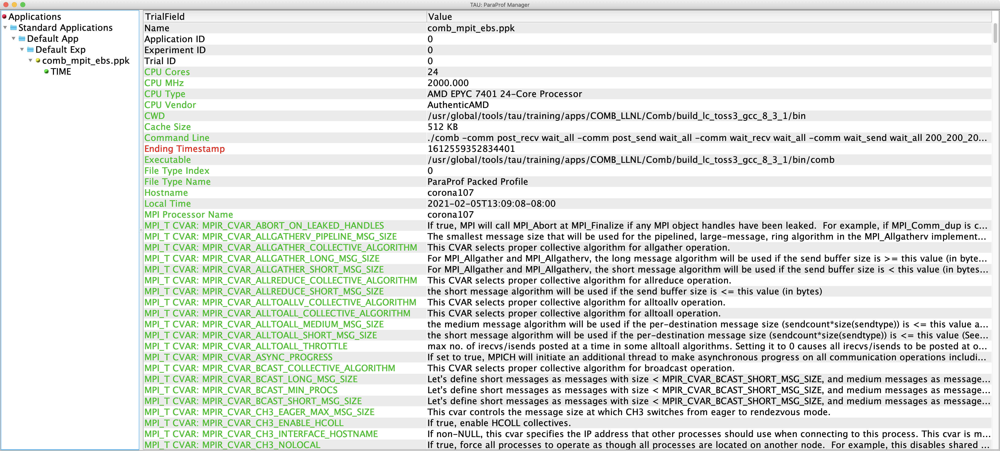 TAU: ParaProf Manager
Applications
Standard Applications
Default App
Default Exp
comb_mpit_ebs.ppk
TIME
TrialField Value
Name comb_mpit_ebs.ppk
Application ID 0
Experiment ID 0
Trial ID 0
CPU Cores 24
CPU MHz 2000.000
CPU Type AMD EPYC 7401 24-Core Processor
CPU Vendor AuthenticAMD
CWD /usr/global/tools/tau/training/apps/COMB_LLNL/Comb/build_lc_toss3_gcc_8_3_1/bin
Cache Size 512 KB
Command Line ./comb -comm post_recv wait_all -comm post_send wait_all -comm wait_recv wait_all -comm wait_send wait_all 200_200_20...
Ending Timestamp 1612559352834401
Executable /usr/global/tools/tau/training/apps/COMB_LLNL/Comb/build_lc_toss3_gcc_8_3_1/bin/comb
File Type Index 0
File Type Name ParaProf Packed Profile
Hostname corona107
Local Time 2021-02-05T13:09:08-08:00
MPI Processor Name corona107
MPI_T CVAR: MPIR_CVAR_ABORT_ON_LEAKED_HANDLES If true, MPI will call MPI_Abort at MPI_Finalize if any MPI object handles have been leaked.  For example, if MPI_Comm_dup is c...
MPI_T CVAR: MPIR_CVAR_ALLGATHERV_PIPELINE_MSG_SIZE The smallest message size that will be used for the pipelined, large-message, ring algorithm in the MPI_Allgatherv implement...
MPI_T CVAR: MPIR_CVAR_ALLGATHER_COLLECTIVE_ALGORITHM This CVAR selects proper collective algorithm for allgather operation.
MPI_T CVAR: MPIR_CVAR_ALLGATHER_LONG_MSG_SIZE For MPI_Allgather and MPI_Allgatherv, the long message algorithm will be used if the send buffer size is >= this value (in byte...
MPI_T CVAR: MPIR_CVAR_ALLGATHER_SHORT_MSG_SIZE For MPI_Allgather and MPI_Allgatherv, the short message algorithm will be used if the send buffer size is < this value (in bytes...
MPI_T CVAR: MPIR_CVAR_ALLREDUCE_COLLECTIVE_ALGORITHM This CVAR selects proper collective algorithm for allreduce operation.
MPI_T CVAR: MPIR_CVAR_ALLREDUCE_SHORT_MSG_SIZE the short message algorithm will be used if the send buffer size is <= this value (in bytes)
MPI_T CVAR: MPIR_CVAR_ALLTOALLV_COLLECTIVE_ALGORITHM This CVAR selects proper collective algorithm for alltoallv operation.
MPI_T CVAR: MPIR_CVAR_ALLTOALL_COLLECTIVE_ALGORITHM This CVAR selects proper collective algorithm for alltoall operation.
MPI_T CVAR: MPIR_CVAR_ALLTOALL_MEDIUM_MSG_SIZE the medium message algorithm will be used if the per-destination message size (sendcount*size(sendtype)) is <= this value a...
MPI_T CVAR: MPIR_CVAR_ALLTOALL_SHORT_MSG_SIZE the short message algorithm will be used if the per-destination message size (sendcount*size(sendtype)) is <= this value (See...
MPI_T CVAR: MPIR_CVAR_ALLTOALL_THROTTLE max no. of irecvs/isends posted at a time in some alltoall algorithms. Setting it to 0 causes all irecvs/isends to be posted at o...
MPI_T CVAR: MPIR_CVAR_ASYNC_PROGRESS If set to true, MPICH will initiate an additional thread to make asynchronous progress on all communication operations includi...
MPI_T CVAR: MPIR_CVAR_BCAST_COLLECTIVE_ALGORITHM This CVAR selects proper collective algorithm for broadcast operation.
MPI_T CVAR: MPIR_CVAR_BCAST_LONG_MSG_SIZE Let's define short messages as messages with size < MPIR_CVAR_BCAST_SHORT_MSG_SIZE, and medium messages as message...
MPI_T CVAR: MPIR_CVAR_BCAST_MIN_PROCS Let's define short messages as messages with size < MPIR_CVAR_BCAST_SHORT_MSG_SIZE, and medium messages as message...
MPI_T CVAR: MPIR_CVAR_BCAST_SHORT_MSG_SIZE Let's define short messages as messages with size < MPIR_CVAR_BCAST_SHORT_MSG_SIZE, and medium messages as message...
MPI_T CVAR: MPIR_CVAR_CH3_EAGER_MAX_MSG_SIZE This cvar controls the message size at which CH3 switches from eager to rendezvous mode.
MPI_T CVAR: MPIR_CVAR_CH3_ENABLE_HCOLL If true, enable HCOLL collectives.
MPI_T CVAR: MPIR_CVAR_CH3_INTERFACE_HOSTNAME If non-NULL, this cvar specifies the IP address that other processes should use when connecting to this process. This cvar is m...
MPI_T CVAR: MPIR_CVAR_CH3_NOLOCAL If true, force all processes to operate as though all processes are located on another node.  For example, this disables shared ...